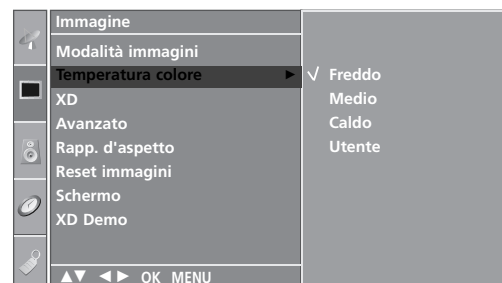 Immagine
Modalità immagini
Temperatura colore ► √ Freddo
XD Medio
Avanzato Caldo
Rapp. d'aspetto Utente
Reset immagini
Schermo
XD Demo
▲▼ ◄► OK MENU